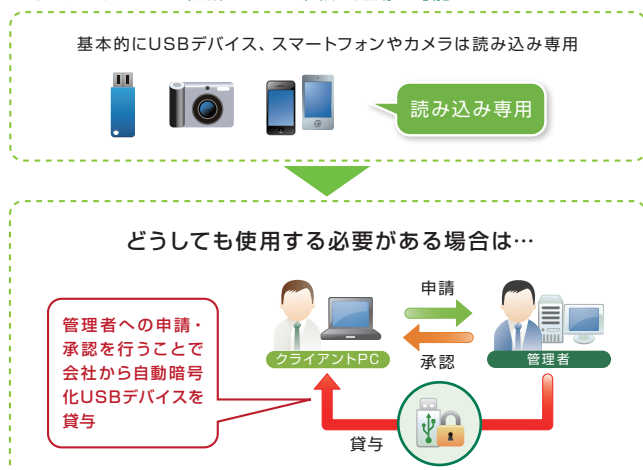 基本的にUSBデバイス、スマートフォンやカメラは読み込み専用
読み込み専用
どうしても使用する必要がある場合は…
申請
管理者への申請・
承認を行うことで
会社から自動暗号
化USBデバイスを
貸与
クライアントPC
承認
管理者
貸与